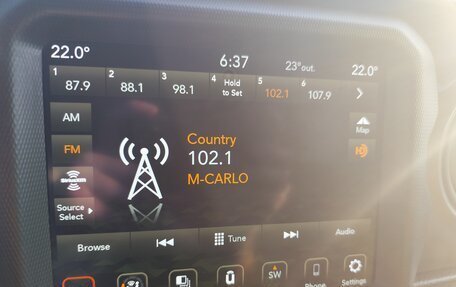 22.0°
6:37
23° out.
22.0°
1
87.9
2
88.1
3
98.1
4
Hold
to Set
5
102.1
6
107.9
AM
FM
SiriusXM
Source
Select
Country
102.1
M-CARLO
Map
HD
Browse
Tune
Audio
SW
Phone
Settings